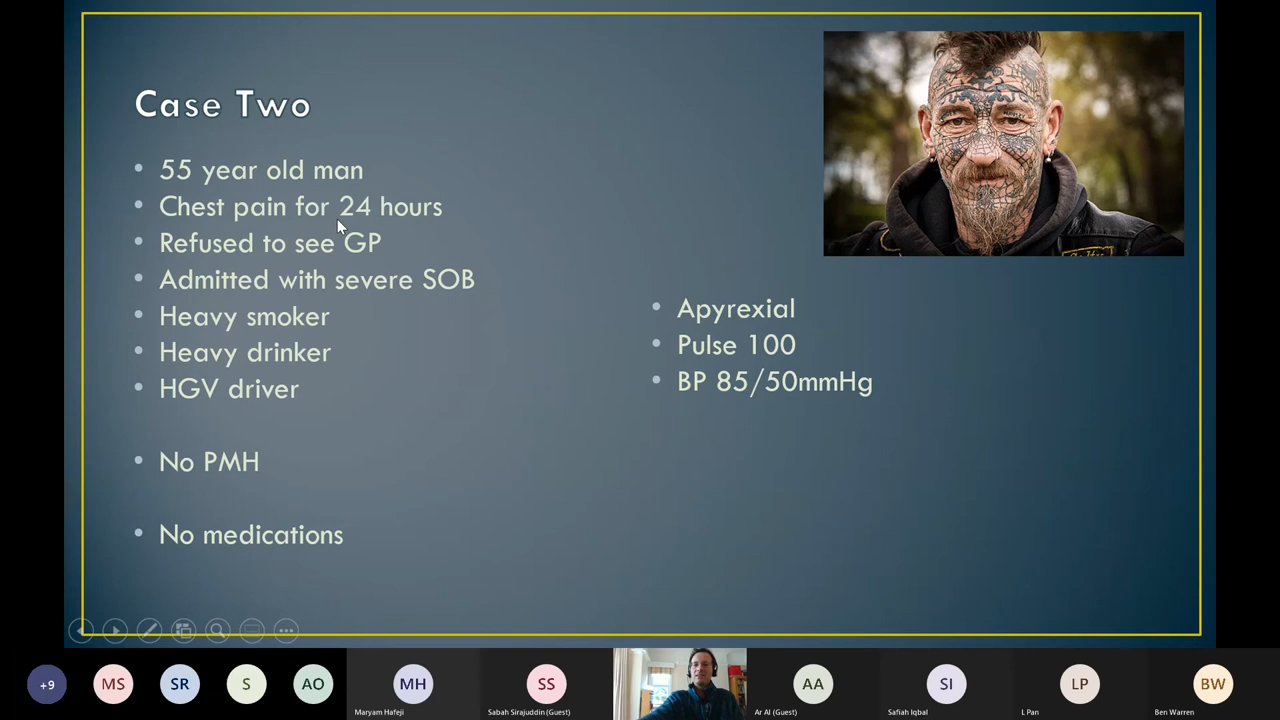 Case Two
55 year old man
Chest pain for 24 hours
Refused to see GP
Admitted with severe SOB
Heavy smoker
Heavy drinker
HGV driver
No PMH
No medications
Apyrexial
Pulse 100
BP 85/50mmHg
+9
MS
SR
S
AO
MH
Maryam Hafeji
SS
Sabah Sirajuddin (Guest)
AA
Ar Al (Guest)
SI
Safiah Iqbal
LP
L Pan
BW
Ben Warren